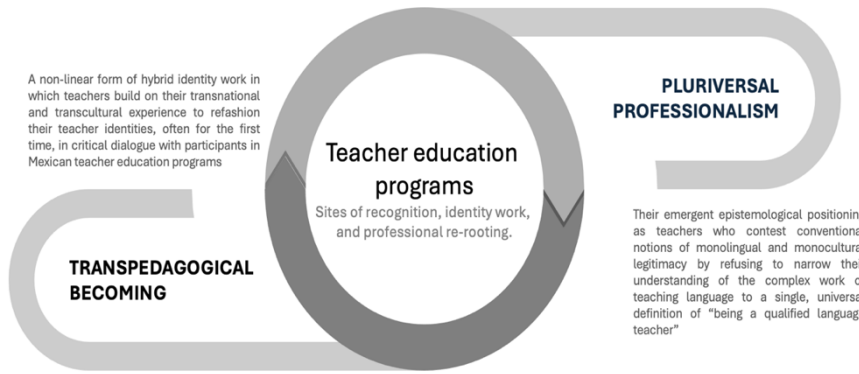 A non-linear form of hybrid identity work in
which teachers build on their transnational
and transcultural experience to refashion
their teacher identities, often for the first
time, in critical dialogue with participants in
Mexican teacher education programs
TRANSPEDAGOGICAL
BECOMING
Teacher education
programs
Sites of recognition, identity work,
and professional re-rooting.
PLURIVERSAL
PROFESSIONALISM
Their emergent epistemological positionin
as teachers who contest conventiona
notions of monolingual and monocultura
legitimacy by refusing to narrow thei
understanding of the complex work o
teaching language to a single, universa
definition of “being a qualified languag
teacher”